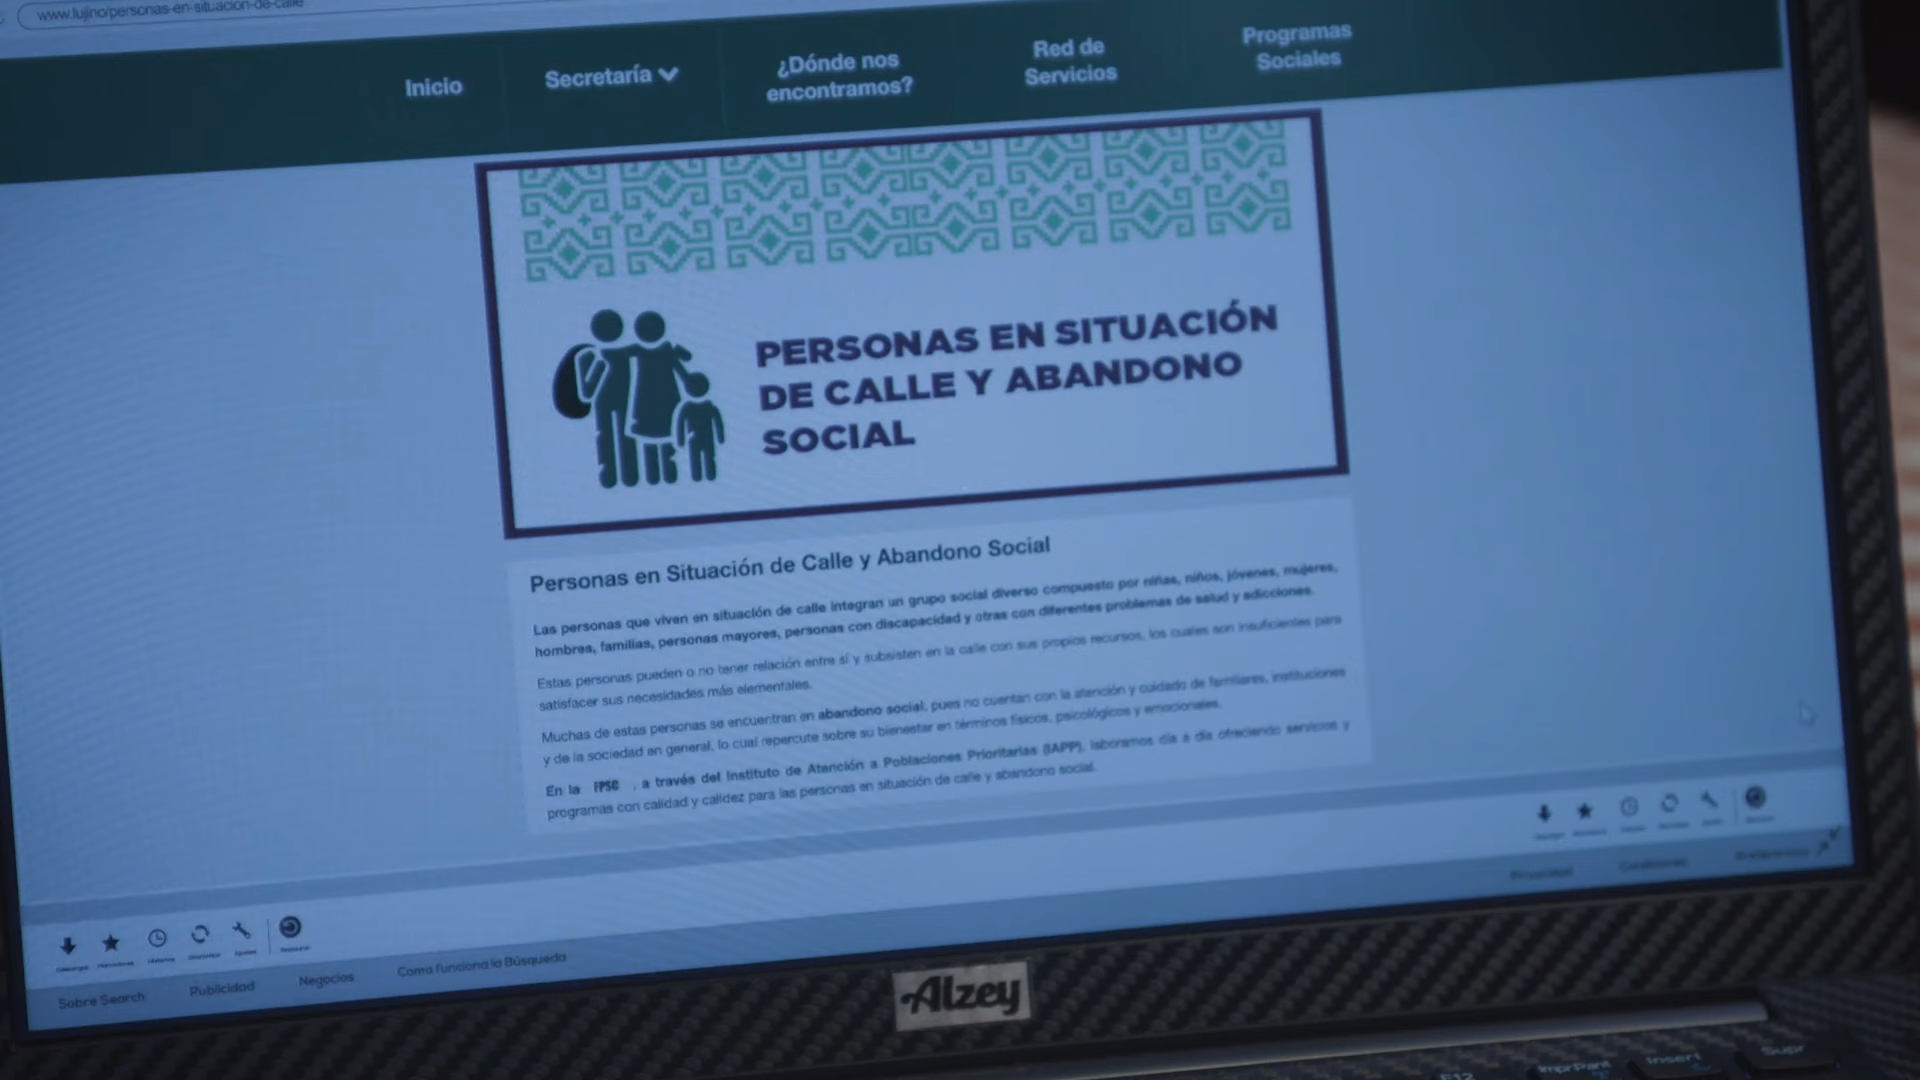 www.lujino/personas-en-situacion-de-calle
Inicio
Secretaría
¿Dónde nos
encontramos?
Red de
Servicios
Programas
Sociales
PERSONAS EN SITUACIÓN
DE CALLE Y ABANDONO
SOCIAL
Personas en Situación de Calle y Abandono Social
Las personas que viven en situación de calle integran un grupo social diverso compuesto por niñas, niños, jóvenes, mujeres,
hombres, familias, personas mayores, personas con discapacidad y otras con diferentes problemas de salud y adicciones.
Estas personas pueden o no tener relación entre sí y subsisten en la calle con sus propios recursos, los cuales son insuficientes para
satisfacer sus necesidades más elementales.
Muchas de estas personas se encuentran en abandono social, pues no cuentan con la atención y cuidado de familiares, instituciones
y de la sociedad en general, lo cual repercute sobre su bienestar en términos físicos, psicológicos y emocionales.
En la IPSC , a través del Instituto de Atención a Poblaciones Prioritarias (IAPP), laboramos día a día ofreciendo servicios y
programas con calidad y calidez para las personas en situación de calle y abandono social.
Sobre Search
Publicidad
Negocios
Como funciona la Búsqueda
Privacidad
Condiciones
Preferencias
Alzey
F12
ImprPant
Insert
Supr